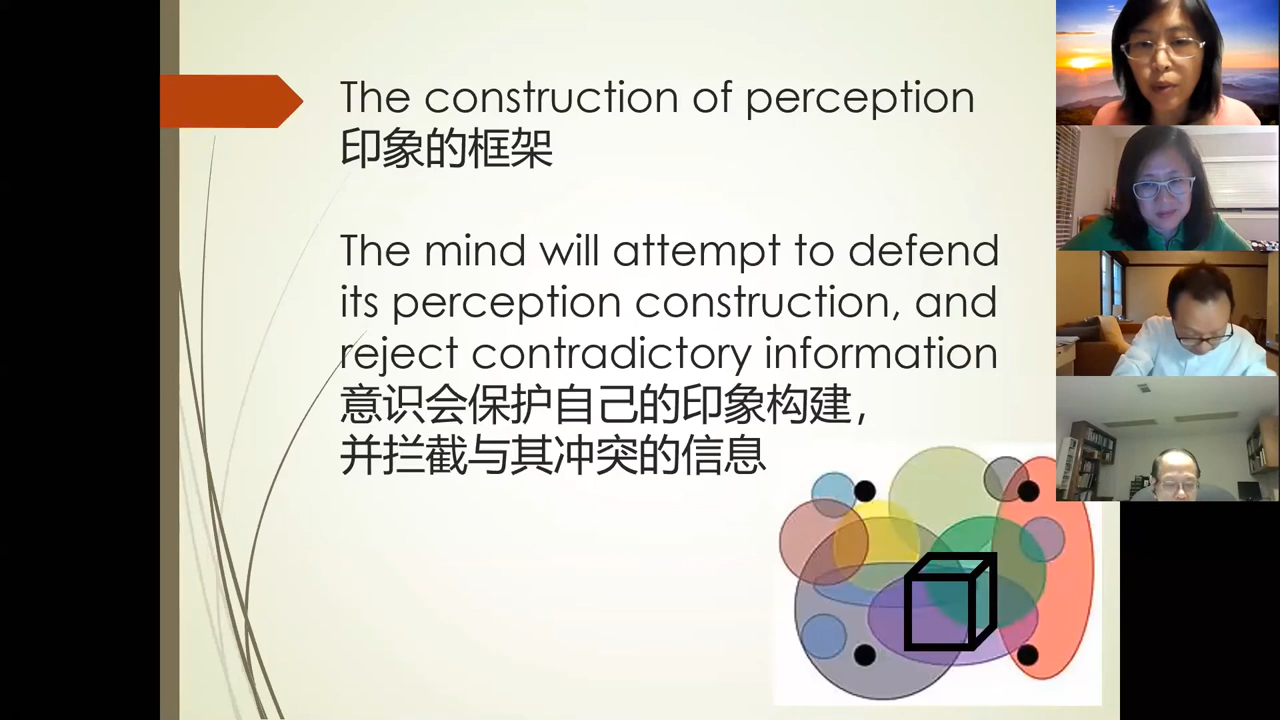 The construction of perception
印象的框架
The mind will attempt to defend
its perception construction, and
reject contradictory information
意识会保护自己的印象构建，
并拦截与其冲突的信息